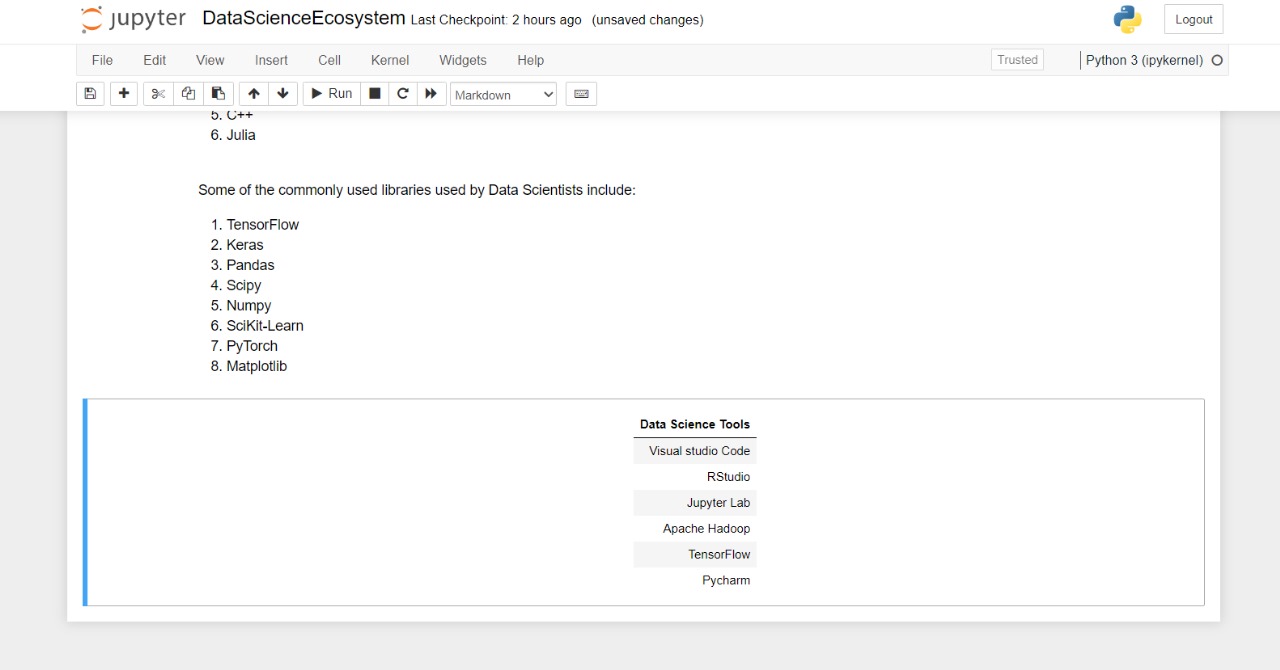 jupyter DataScienceEcosystem Last Checkpoint: 2 hours ago (unsaved changes) Logout
File Edit View Insert Cell Kernel Widgets Help Trusted Python 3 (ipykernel)
Run Markdown
5. C++
6. Julia
Some of the commonly used libraries used by Data Scientists include:
1. TensorFlow
2. Keras
3. Pandas
4. Scipy
5. Numpy
6. SciKit-Learn
7. PyTorch
8. Matplotlib
Data Science Tools
Visual studio Code
RStudio
Jupyter Lab
Apache Hadoop
TensorFlow
Pycharm